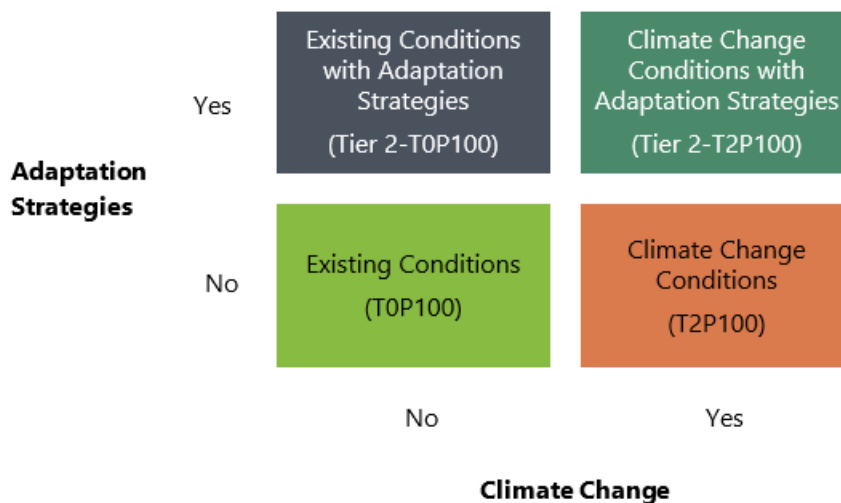 Existing Conditions
with Adaptation
Strategies
(Tier 2-T0P100)
Climate Change
Conditions with
Adaptation Strategies
(Tier 2-T2P100)
Yes
Adaptation
Strategies
No
Existing Conditions
(T0P100)
Climate Change
Conditions
(T2P100)
No
Yes
Climate Change